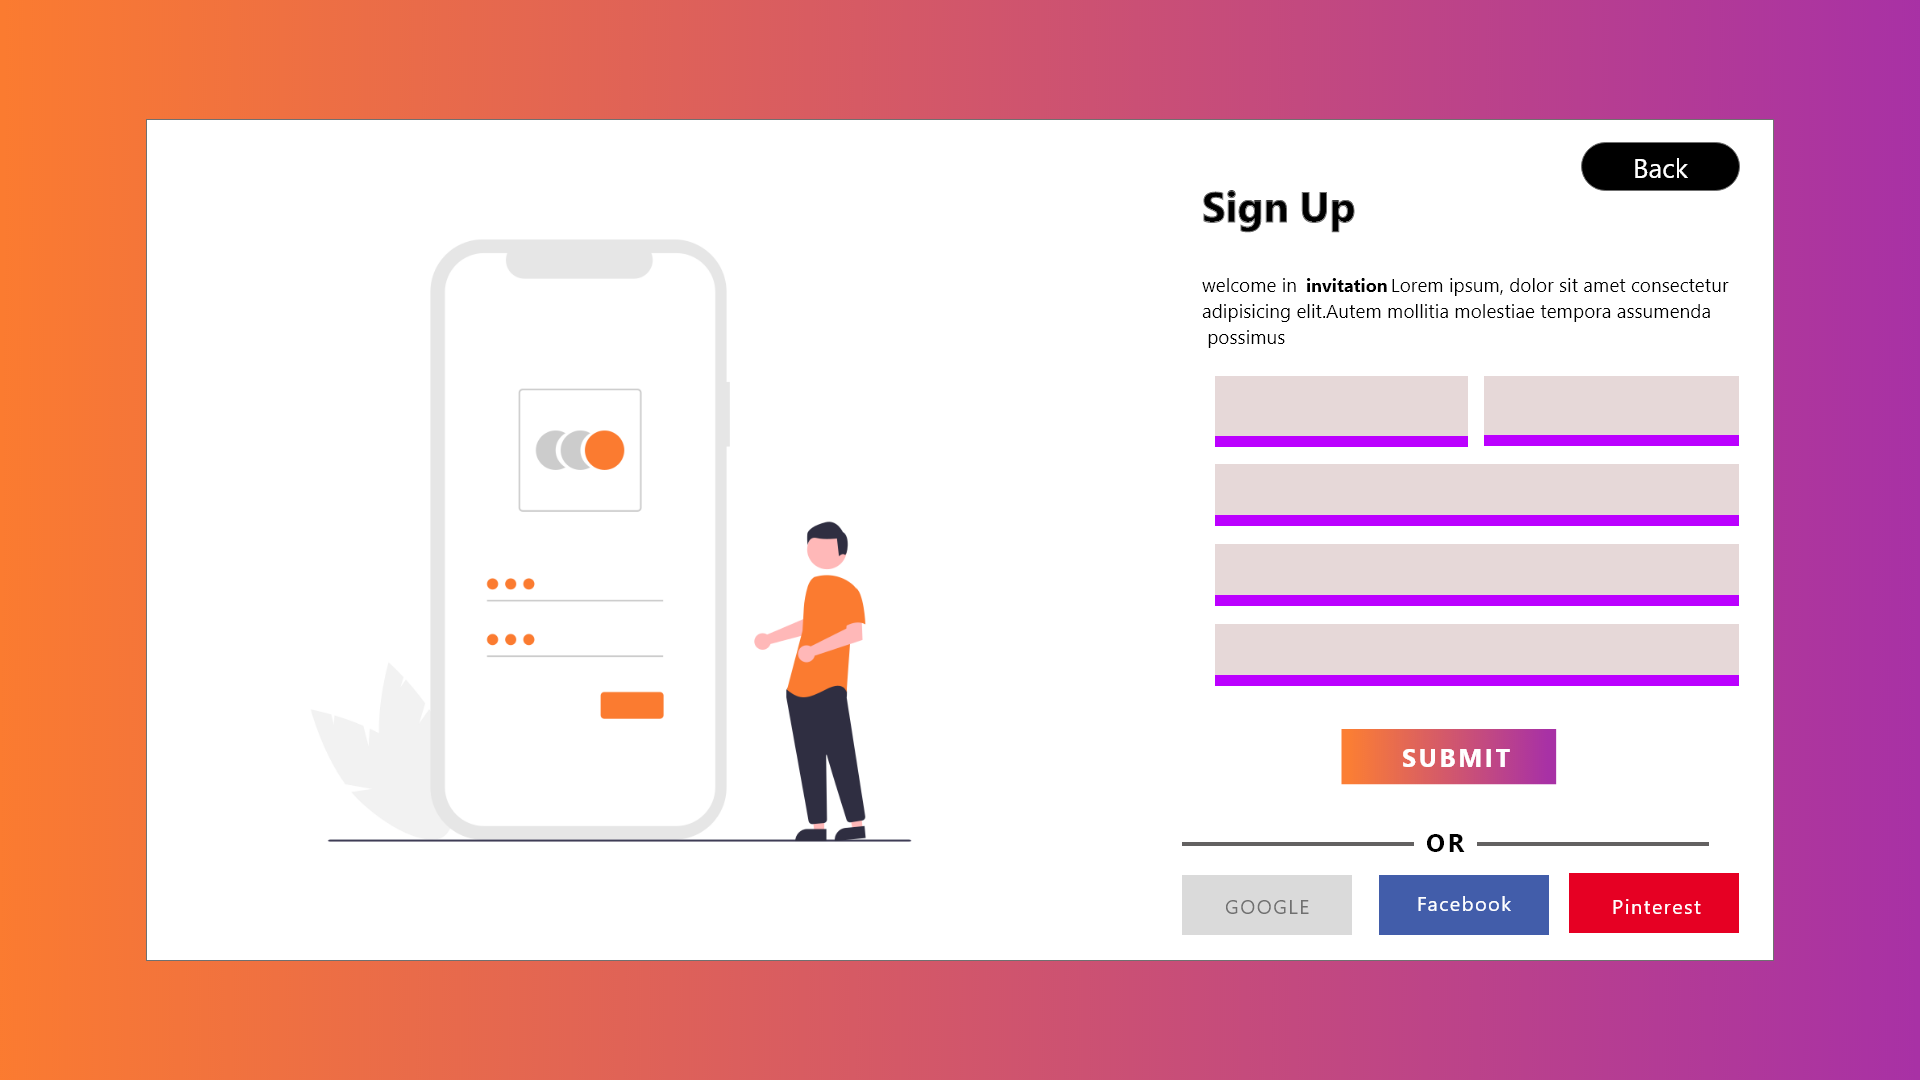 Back
Sign Up
welcome in invitation Lorem ipsum, dolor sit amet consectetur
adipisicing elit.Autem mollitia molestiae tempora assumenda
possimus
SUBMIT
OR
GOOGLE
Facebook
Pinterest